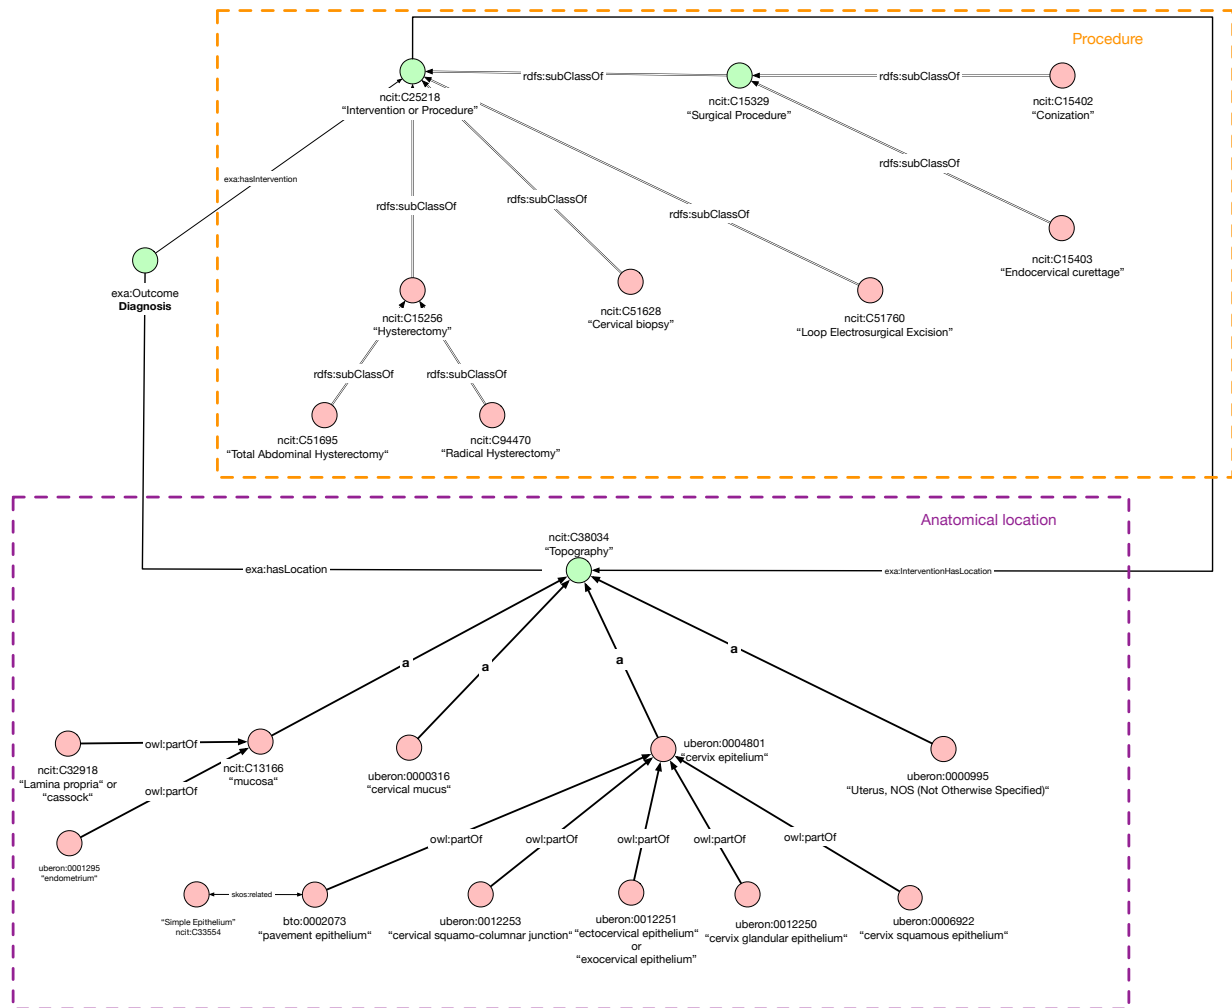 Procedure
rdfs:subClassOf
rdfs:subClassOf
ncit:C25218
“Intervention or Procedure”
ncit:C15329
“Surgical Procedure”
ncit:C15402
“Conization”
rdfs:subClassOf
exa:hasIntervention
rdfs:subClassOf
rdfs:subClassOf
rdfs:subClassOf
ncit:C15403
“Endocervical curettage”
exa:Outcome
Diagnosis
ncit:C15256
“Hysterectomy”
ncit:C51628
“Cervical biopsy”
ncit:C51760
“Loop Electrosurgical Excision”
rdfs:subClassOf
rdfs:subClassOf
ncit:C51695
“Total Abdominal Hysterectomy“
ncit:C94470
“Radical Hysterectomy”
Anatomical location
ncit:C38034
“Topography”
exa:hasLocation
exa:InterventionHasLocation
a
a
a
a
owl:partOf
ncit:C32918
“Lamina propria“ or
“cassock“
ncit:C13166
“mucosa“
uberon:0000316
“cervical mucus“
uberon:0004801
“cervix epitelium“
uberon:0000995
“Uterus, NOS (Not Otherwise Specified)“
owl:partOf
uberon:0001295
“endometrium”
owl:partOf
owl:partOf
owl:partOf
owl:partOf
owl:partOf
skos:related
“Simple Epithelium”
ncit:C33554
bto:0002073
“pavement epithelium“
uberon:0012253
“cervical squamo-columnar junction“
uberon:0012251
“ectocervical epithelium“
or
“exocervical epithelium”
uberon:0012250
“cervix glandular epithelium“
uberon:0006922
“cervix squamous epithelium“